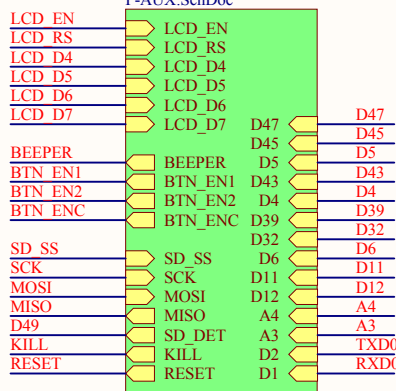 LCD_EN
LCD_RS
LCD_D4
LCD_D5
LCD_D6
LCD_D7
BEEPER
BTN_EN1
BTN_EN2
BTN_ENC
SD_SS
SCK
MOSI
MISO
D49
KILL
RESET
LCD_EN
LCD_RS
LCD_D4
LCD_D5
LCD_D6
LCD_D7
BEEPER
BTN_EN1
BTN_EN2
BTN_ENC
SD_SS
SCK
MOSI
MISO
SD_DET
KILL
RESET
D47
D45
D5
D43
D4
D39
D32
D6
D11
D12
A4
A3
D2
D1
D47
D45
D5
D43
D4
D39
D32
D6
D11
D12
A4
A3
TXD0
RXD0